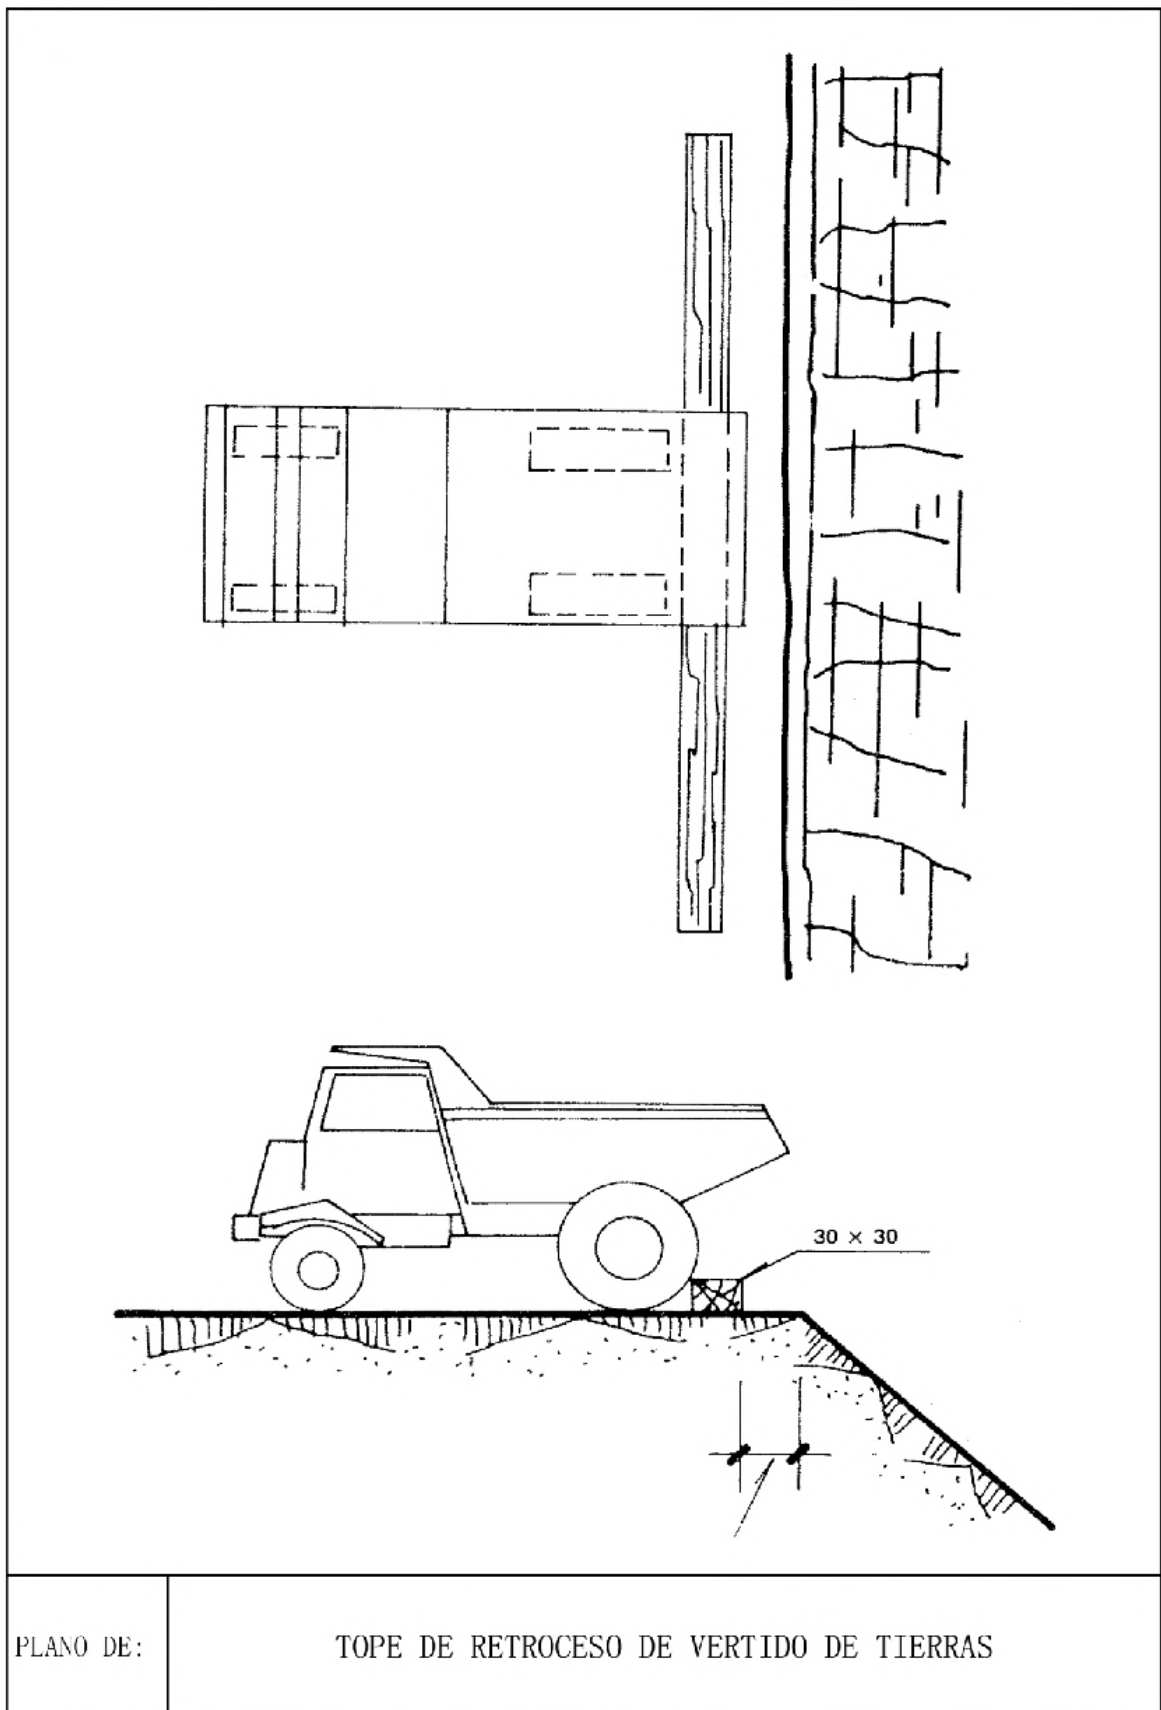 30 × 30
PLANO DE:
TOPE DE RETROCESO DE VERTIDO DE TIERRAS